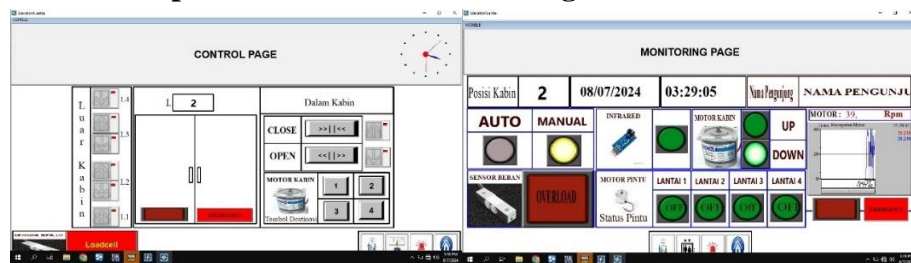 CONTROL PAGE
L u a r K a b i n
L4
L3
L2
L1
L 2
Dalam Kabin
CLOSE >>||<<
OPEN <<||>>
MOTOR KABIN
1 2
3 4
Tombol Destinasi
EMERGENCY
Loadcell
MONITORING PAGE
Posisi Kabin 2 08/07/2024 03:29:05 Nama Pengunjung NAMA PENGUNJU
AUTO MANUAL
INFRARED
MOTOR KABIN
UP
DOWN
MOTOR: 39, Rpm
SENSOR BEBAN
OVERLOAD
MOTOR PINTU
Status Pintu
LANTAI 1 LANTAI 2 LANTAI 3 LANTAI 4
OFF OFF Off OFF
EMERGENCY